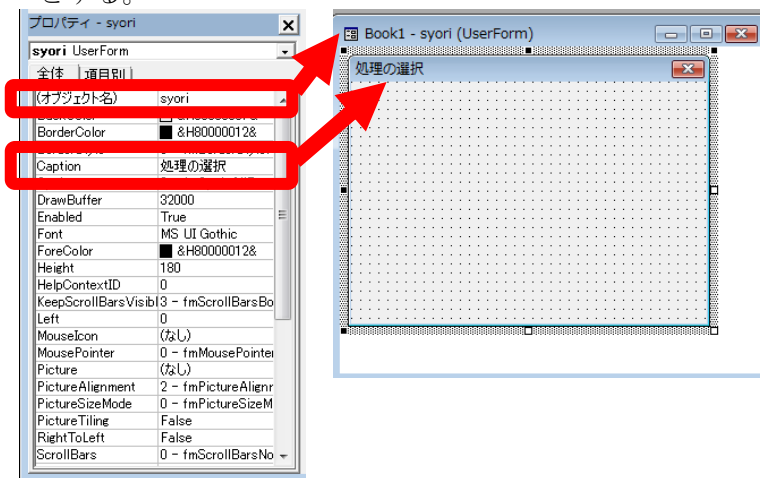 とする。
プロパティ - syori
syori UserForm
全体 項目別
(オブジェクト名) syori
BorderColor &H80000012&
Caption 処理の選択
DrawBuffer 32000
Enabled True
Font MS UI Gothic
ForeColor &H80000012&
Height 180
HelpContextID 0
KeepScrollBarsVisibl 3 - fmScrollBarsBo
Left 0
MouseIcon (なし)
MousePointer 0 - fmMousePointer
Picture (なし)
PictureAlignment 2 - fmPictureAlignr
PictureSizeMode 0 - fmPictureSizeM
PictureTiling False
RightToLeft False
ScrollBars 0 - fmScrollBarsNo
Book1 - syori (UserForm)
処理の選択